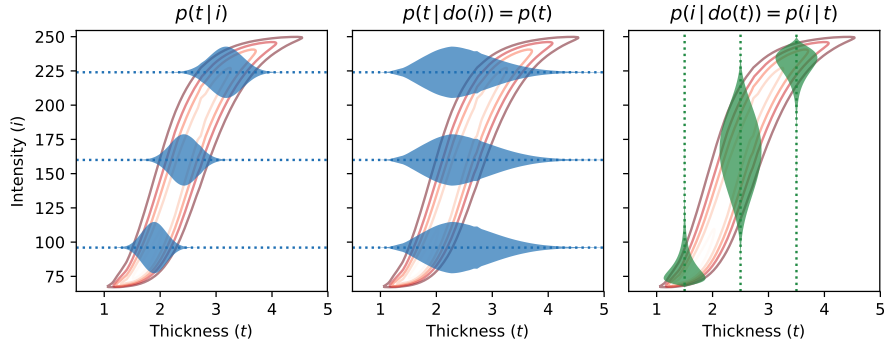 p(t | i)
p(t | do(i)) = p(t)
p(i | do(t)) = p(i | t)
Intensity (i)
250
225
200
175
150
125
100
75
1 2 3 4 5
1 2 3 4 5
1 2 3 4 5
Thickness (t)
Thickness (t)
Thickness (t)